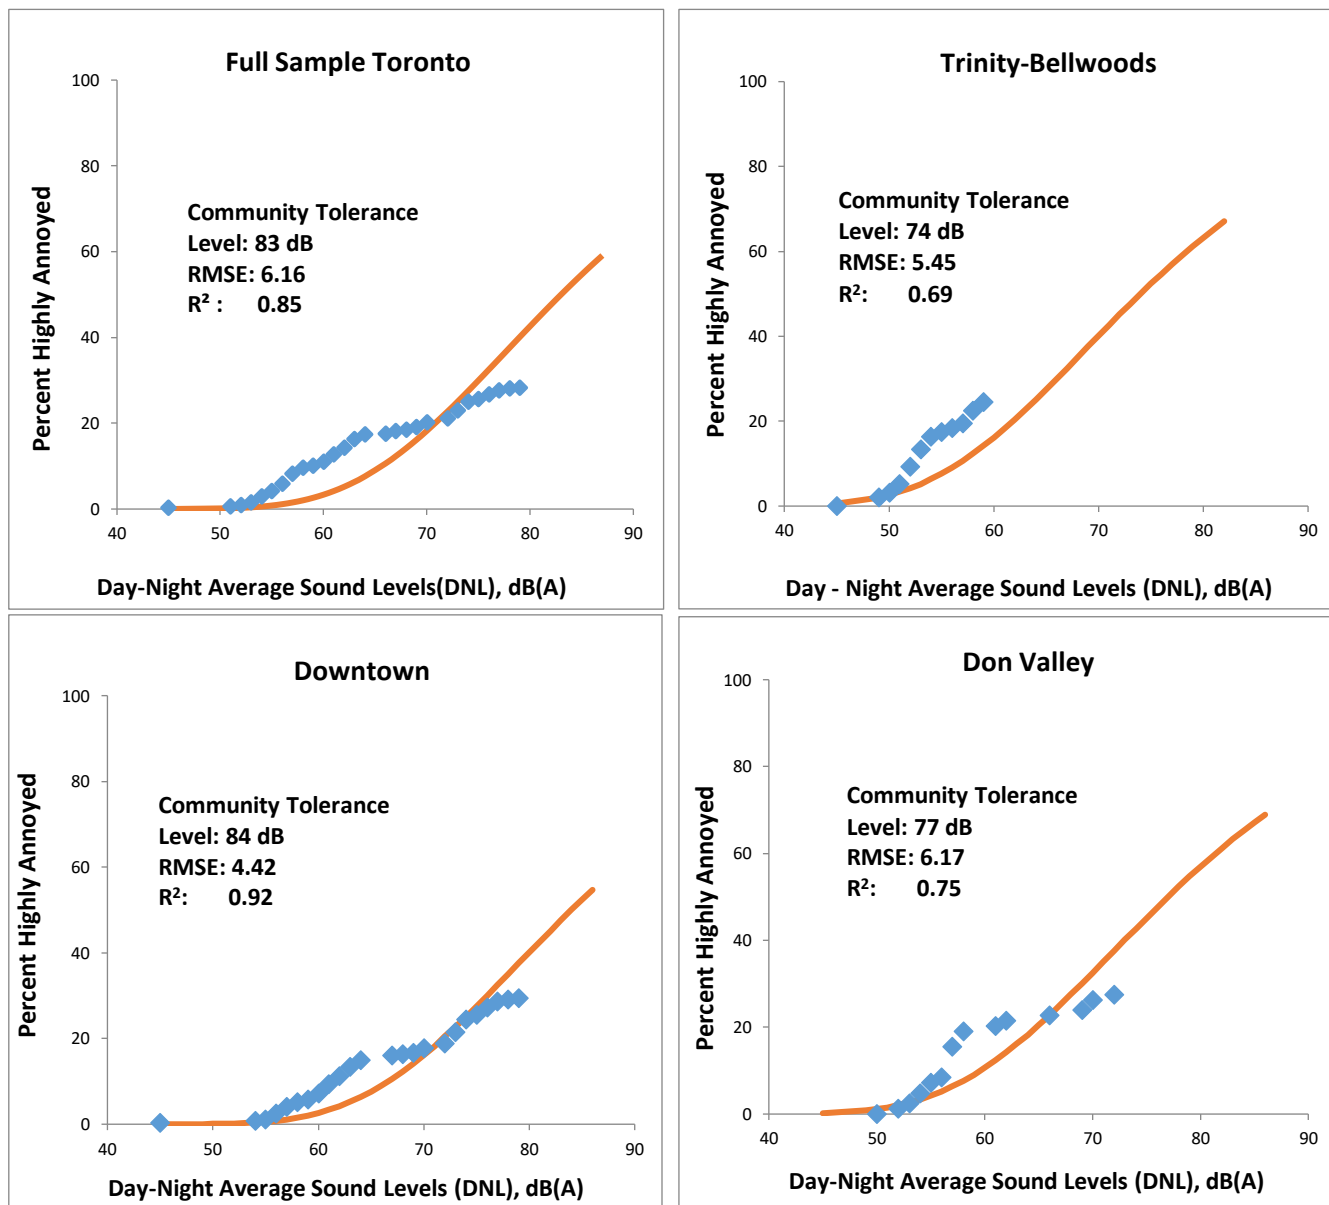 Full Sample Toronto
100
80
60
40
20
0
40
50
60
70
80
90
Percent Highly Annoyed
Community Tolerance
Level: 83 dB
RMSE: 6.16
R² : 0.85
Day-Night Average Sound Levels(DNL), dB(A)
Trinity-Bellwoods
100
80
60
40
20
0
40
50
60
70
80
90
Percent Highly Annoyed
Community Tolerance
Level: 74 dB
RMSE: 5.45
R²: 0.69
Day - Night Average Sound Levels (DNL), dB(A)
Downtown
100
80
60
40
20
0
40
50
60
70
80
90
Percent Highly Annoyed
Community Tolerance
Level: 84 dB
RMSE: 4.42
R²: 0.92
Day-Night Average Sound Levels (DNL), dB(A)
Don Valley
100
80
60
40
20
0
40
50
60
70
80
90
Percent Highly Annoyed
Community Tolerance
Level: 77 dB
RMSE: 6.17
R²: 0.75
Day-Night Average Sound Levels (DNL), dB(A)